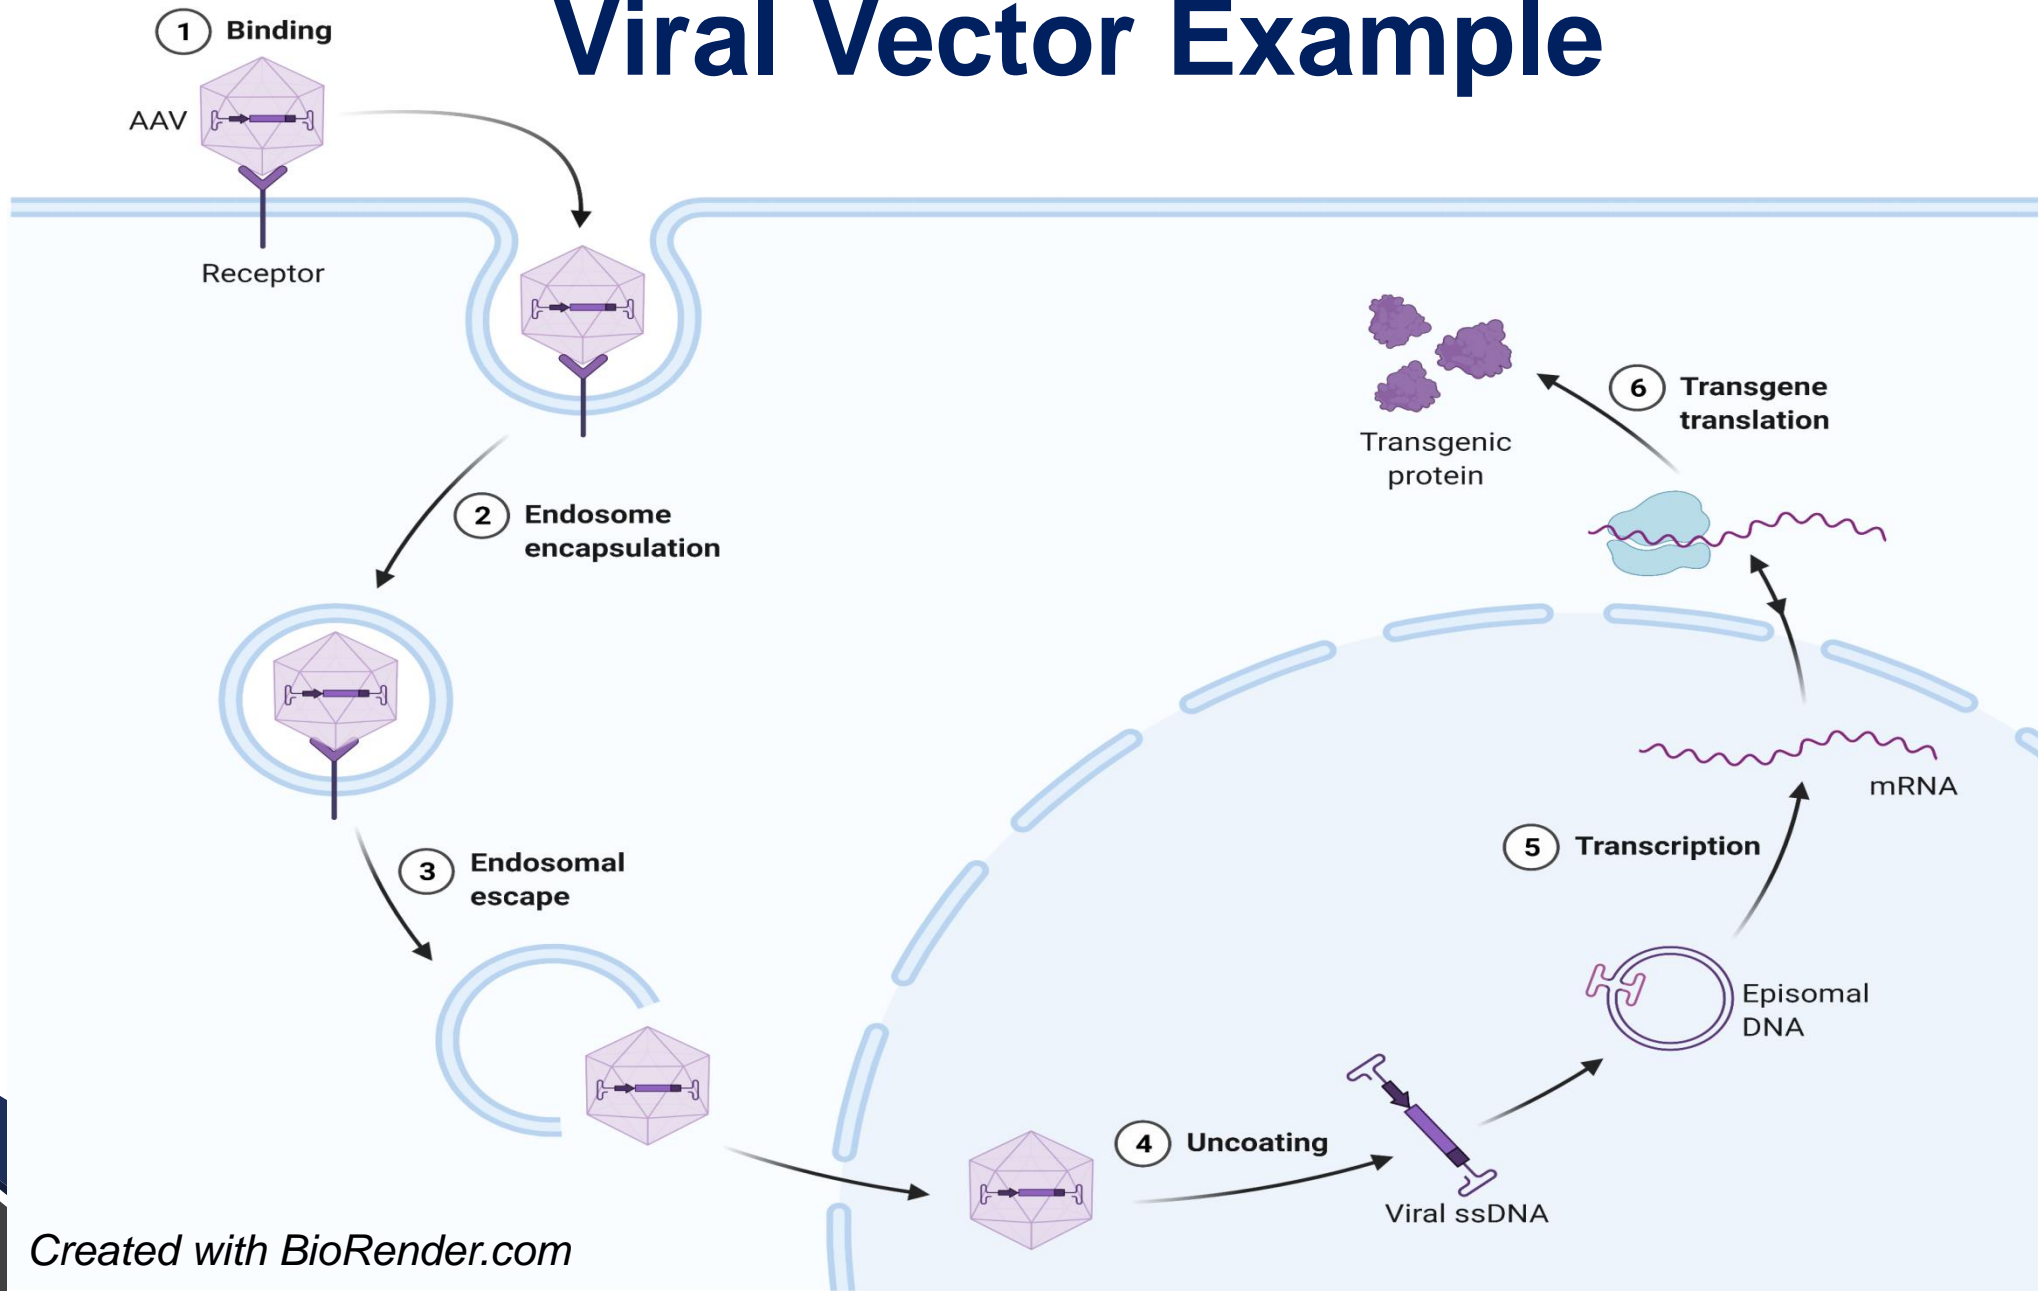 Viral Vector Example
1 Binding
AAV
Receptor
2 Endosome
encapsulation
3 Endosomal
escape
4 Uncoating
Viral ssDNA
Episomal
DNA
5 Transcription
mRNA
6 Transgene
translation
Transgenic
protein
Created with BioRender.com